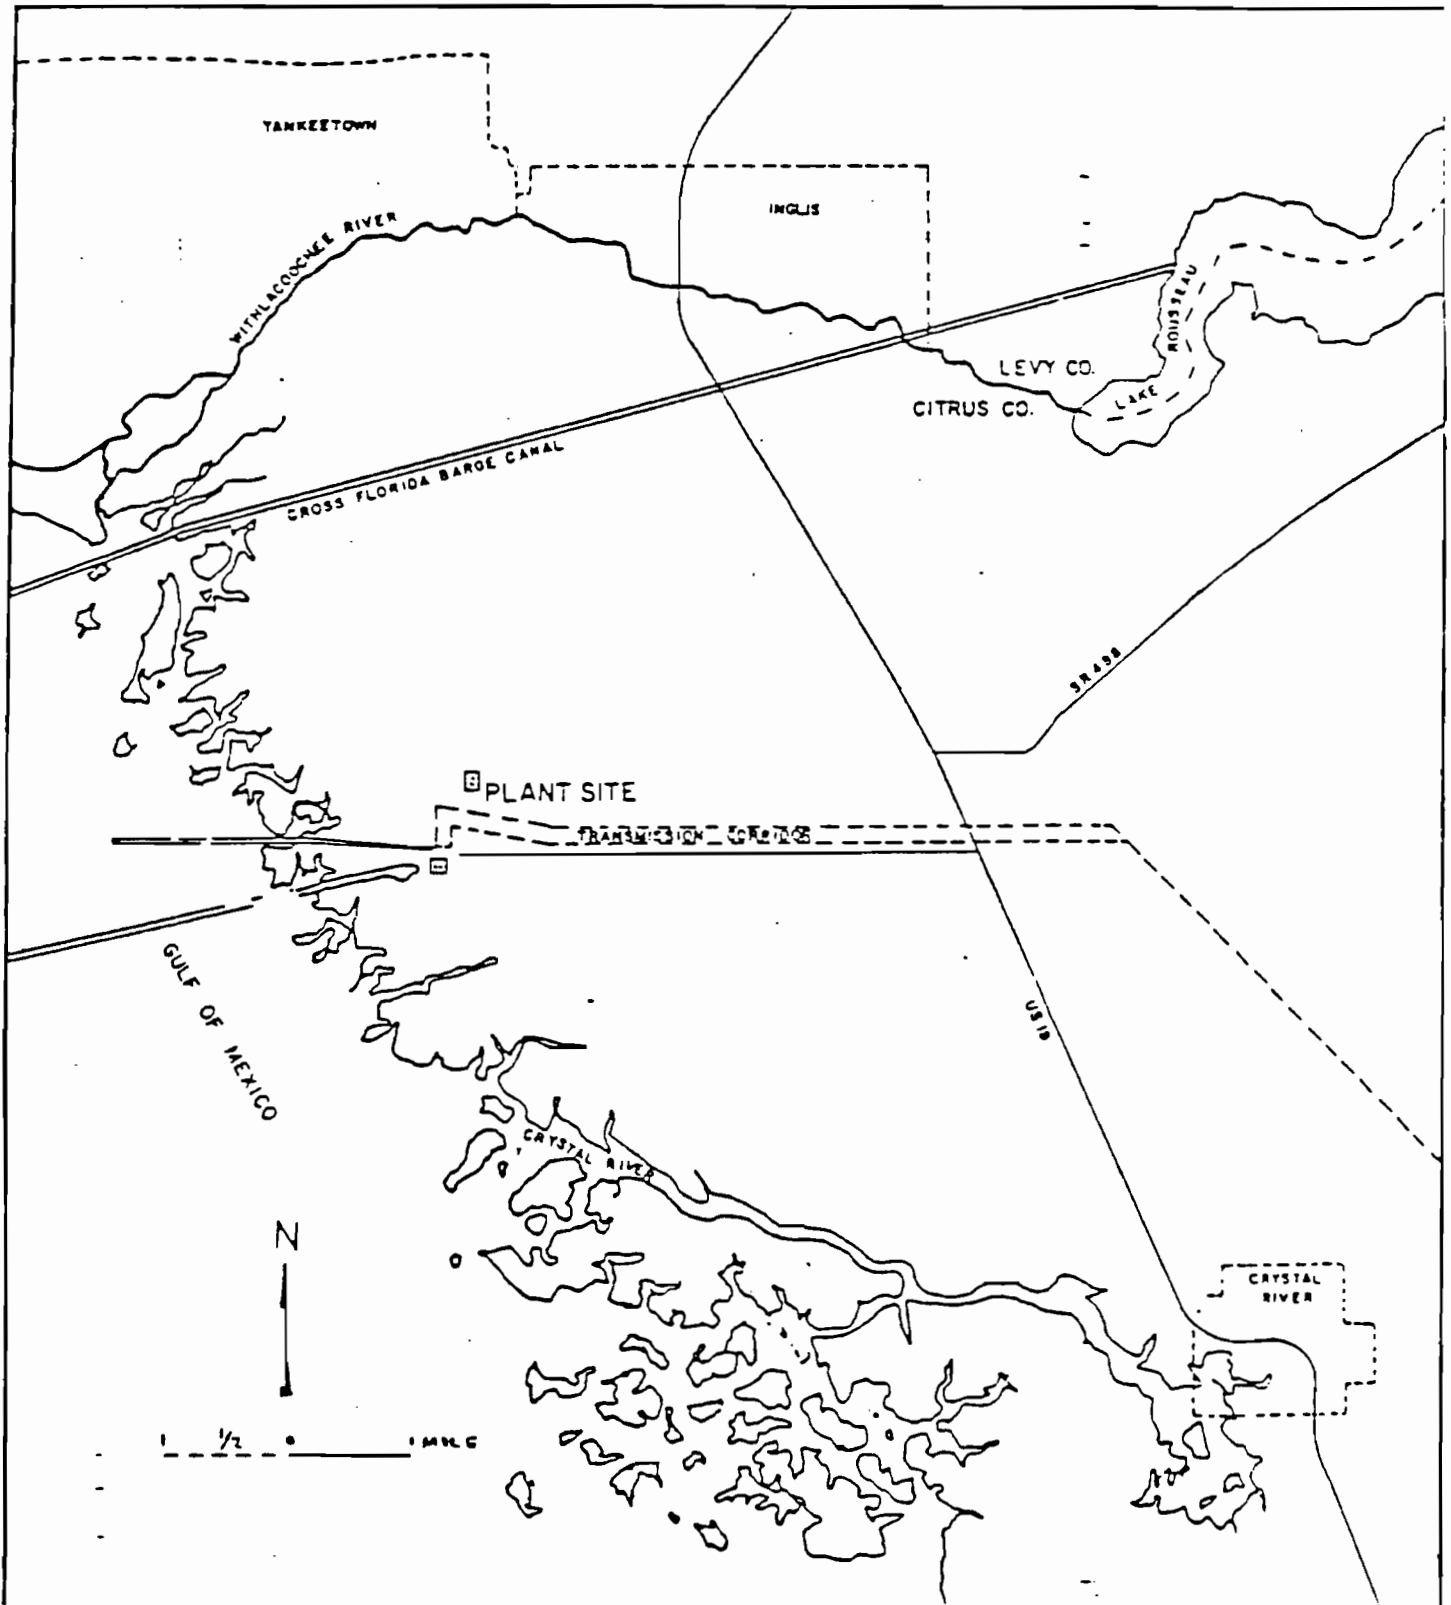 YANKEETOWN
INGLIS
WITHLACOOCHEE RIVER
LAKE ROUSSEAU
LEVY CO.
CITRUS CO.
CROSS FLORIDA BARGE CANAL
SR 498
PLANT SITE
TRANSMISSION CORRIDOR
GULF OF MEXICO
US 19
CRYSTAL RIVER
N
CRYSTAL
RIVER
1 1/2 0 1 MILE